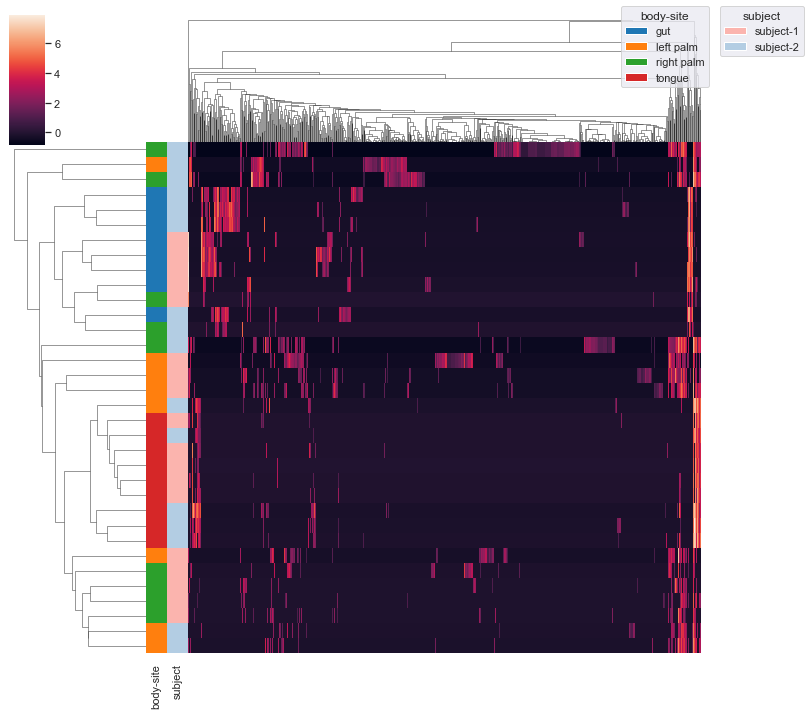 6
4
2
0
body-site
gut
left palm
right palm
tongue
subject
subject-1
subject-2
body-site
subject